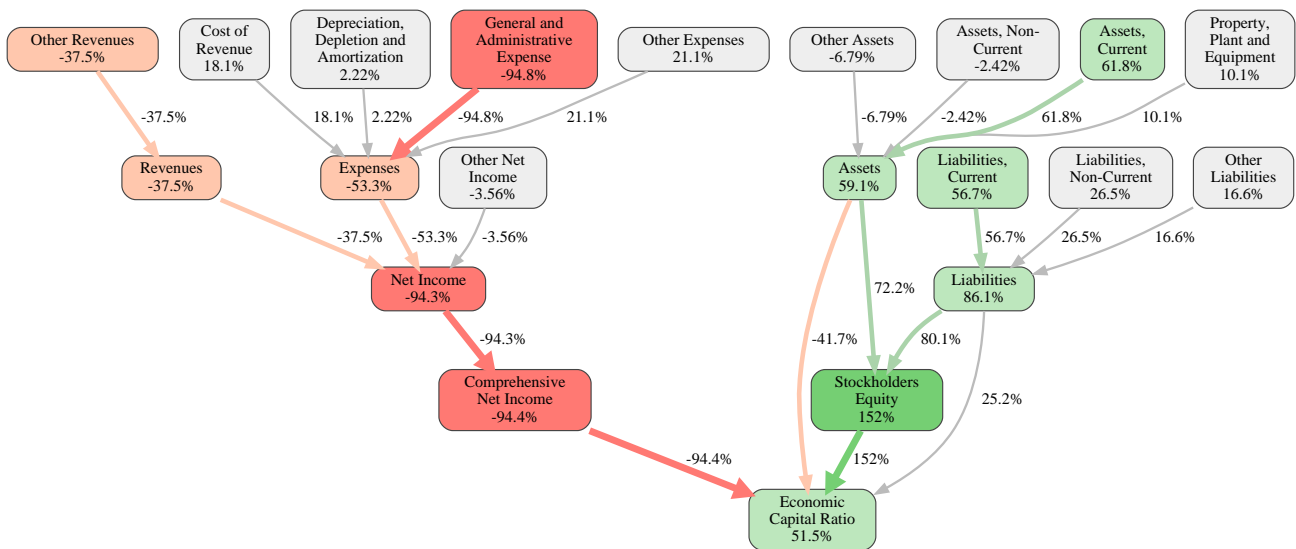 Other Revenues
-37.5%
Cost of
Revenue
18.1%
Depreciation,
Depletion and
Amortization
2.22%
General and
Administrative
Expense
-94.8%
Other Expenses
21.1%
Other Assets
-6.79%
Assets, Non-
Current
-2.42%
Assets,
Current
61.8%
Property,
Plant and
Equipment
10.1%
-37.5%
18.1%
2.22%
-94.8%
21.1%
-6.79%
-2.42%
61.8%
10.1%
Revenues
-37.5%
Expenses
-53.3%
Other Net
Income
-3.56%
Assets
59.1%
Liabilities,
Current
56.7%
Liabilities,
Non-Current
26.5%
Other
Liabilities
16.6%
-37.5%
-53.3%
-3.56%
56.7%
26.5%
16.6%
Net Income
-94.3%
72.2%
Liabilities
86.1%
-94.3%
-41.7%
80.1%
Comprehensive
Net Income
-94.4%
Stockholders
Equity
152%
25.2%
-94.4%
152%
Economic
Capital Ratio
51.5%